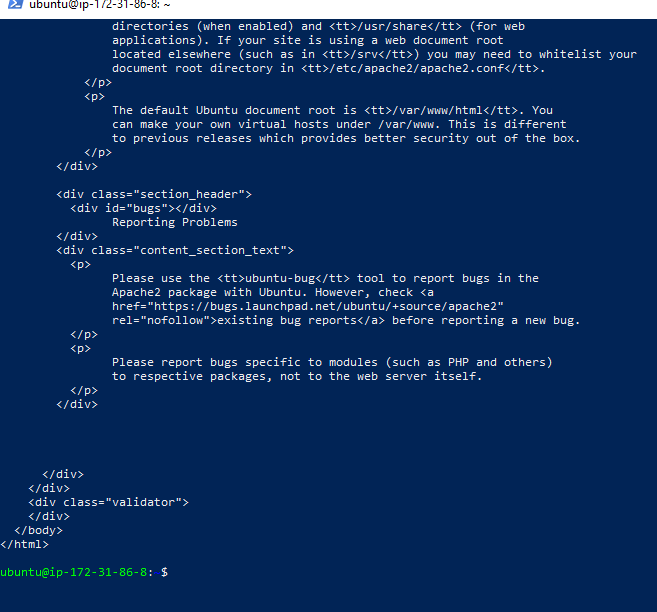 ubuntu@ip-172-31-86-8: ~
directories (when enabled) and <tt>/usr/share</tt> (for web
applications). If your site is using a web document root
located elsewhere (such as in <tt>/srv</tt>) you may need to whitelist your
document root directory in <tt>/etc/apache2/apache2.conf</tt>.
</p>
<p>
The default Ubuntu document root is <tt>/var/www/html</tt>. You
can make your own virtual hosts under /var/www. This is different
to previous releases which provides better security out of the box.
</p>
</div>
<div class="section_header">
<div id="bugs"></div>
Reporting Problems
</div>
<div class="content_section_text">
<p>
Please use the <tt>ubuntu-bug</tt> tool to report bugs in the
Apache2 package with Ubuntu. However, check <a
href="https://bugs.launchpad.net/ubuntu/+source/apache2"
rel="nofollow">existing bug reports</a> before reporting a new bug.
</p>
<p>
Please report bugs specific to modules (such as PHP and others)
to respective packages, not to the web server itself.
</p>
</div>
</div>
</div>
<div class="validator">
</div>
</body>
</html>
ubuntu@ip-172-31-86-8: $